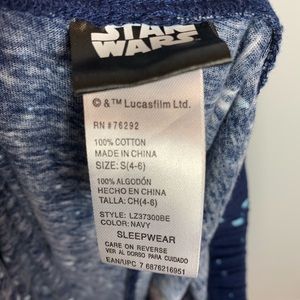 STAR
WARS
© &™ Lucasfilm Ltd.
RN #76292
100% COTTON
MADE IN CHINA
SIZE: S(4-6)
100% ALGODÓN
HECHO EN CHINA
TALLA: CH(4-6)
STYLE: LZ37300BE
COLOR: NAVY
SLEEPWEAR
CARE ON REVERSE
VER AL DORSO PARA CUIDADO
EAN/UPC 7 6876216951